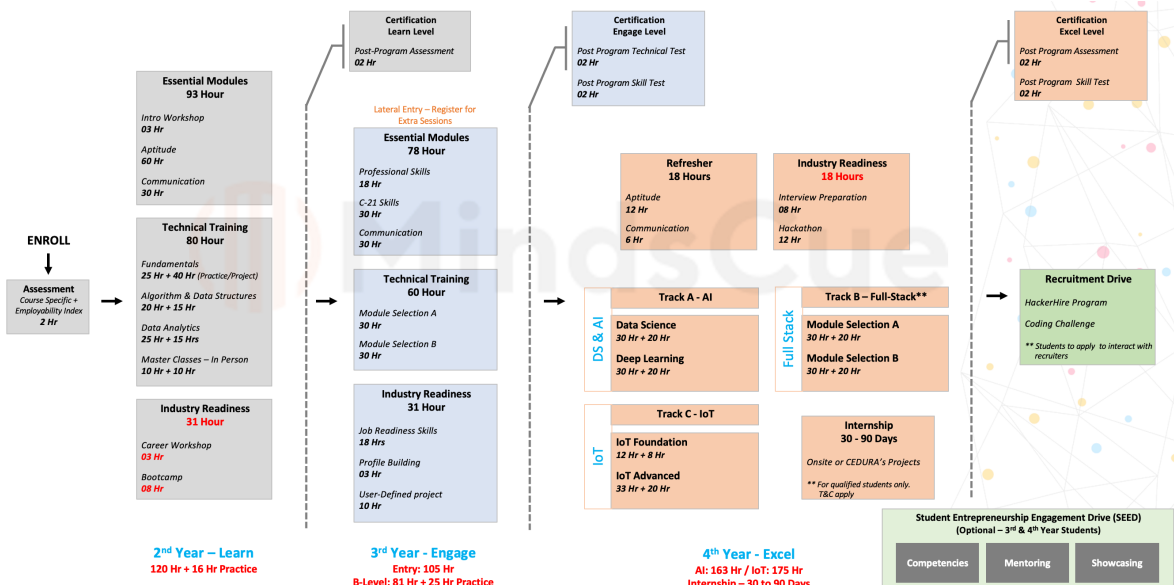 Certification
Learn Level
Post-Program Assessment
02 Hr
Certification
Engage Level
Post Program Technical Test
02 Hr
Post Program Skill Test
02 Hr
Certification
Excel Level
Post Program Assessment
02 Hr
Post Program Skill Test
02 Hr
ENROLL
Assessment
Course Specific +
Employability Index
2 Hr
Essential Modules
93 Hour
Intro Workshop
03 Hr
Aptitude
60 Hr
Communication
30 Hr
Technical Training
80 Hour
Fundamentals
25 Hr + 40 Hr (Practice/Project)
Algorithm & Data Structures
20 Hr + 15 Hr
Data Analytics
25 Hr + 15 Hrs
Master Classes – In Person
10 Hr + 10 Hr
Industry Readiness
31 Hour
Career Workshop
03 Hr
Bootcamp
08 Hr
2nd Year – Learn
120 Hr + 16 Hr Practice
Lateral Entry – Register for
Extra Sessions
Essential Modules
78 Hour
Professional Skills
18 Hr
C-21 Skills
30 Hr
Communication
30 Hr
Technical Training
60 Hour
Module Selection A
30 Hr
Module Selection B
30 Hr
Industry Readiness
31 Hour
Job Readiness Skills
18 Hrs
Profile Building
03 Hr
User-Defined project
10 Hr
3rd Year - Engage
Entry: 105 Hr
B-Level: 81 Hr + 25 Hr Practice
Refresher
18 Hours
Aptitude
12 Hr
Communication
6 Hr
Industry Readiness
18 Hours
Interview Preparation
08 Hr
Hackathon
12 Hr
DS & AI
Track A - AI
Data Science
30 Hr + 20 Hr
Deep Learning
30 Hr + 20 Hr
Full Stack
Track B – Full-Stack**
Module Selection A
30 Hr + 20 Hr
Module Selection B
30 Hr + 20 Hr
IoT
Track C - IoT
IoT Foundation
12 Hr + 8 Hr
IoT Advanced
33 Hr + 20 Hr
Internship
30 - 90 Days
Onsite or CEDURA's Projects
** For qualified students only.
T&C apply
4th Year - Excel
AI: 163 Hr / IoT: 175 Hr
Internship – 30 to 90 Days
Recruitment Drive
HackerHire Program
Coding Challenge
** Students to apply to interact with
recruiters
Student Entrepreneurship Engagement Drive (SEED)
(Optional – 3rd & 4th Year Students)
Competencies
Mentoring
Showcasing
MindsCue